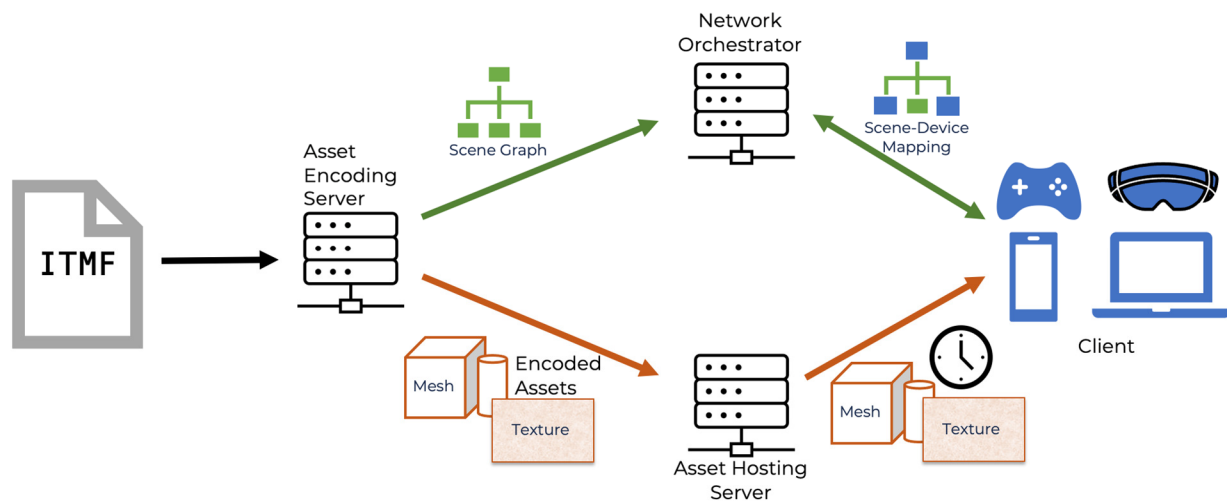 Network
Orchestrator
Scene Graph
Scene-Device
Mapping
Asset
Encoding
Server
ITMF
Mesh
Encoded
Assets
Texture
Client
Mesh
Texture
Asset Hosting
Server